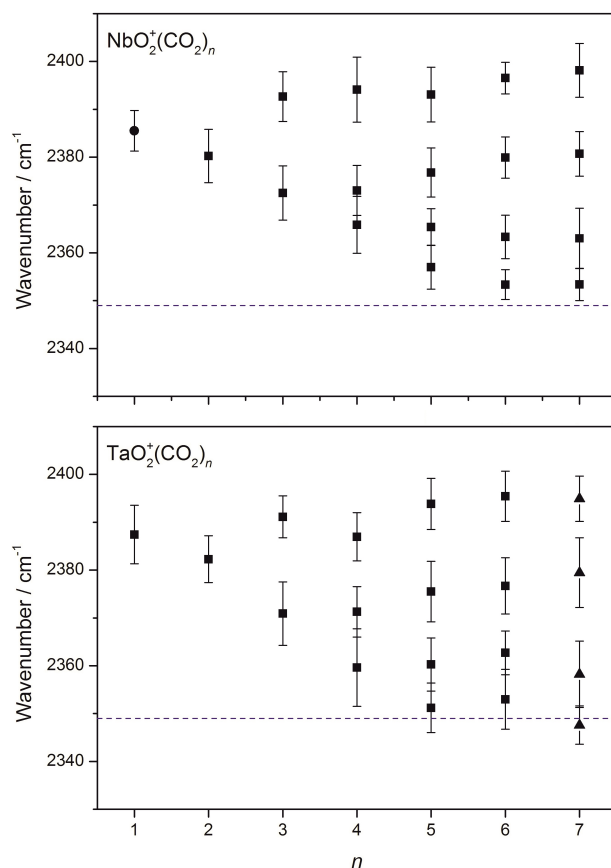 NbO₂⁺(CO₂)ₙ
2400
2380
2360
2340
Wavenumber / cm⁻¹
TaO₂⁺(CO₂)ₙ
2400
2380
2360
2340
Wavenumber / cm⁻¹
1 2 3 4 5 6 7
n